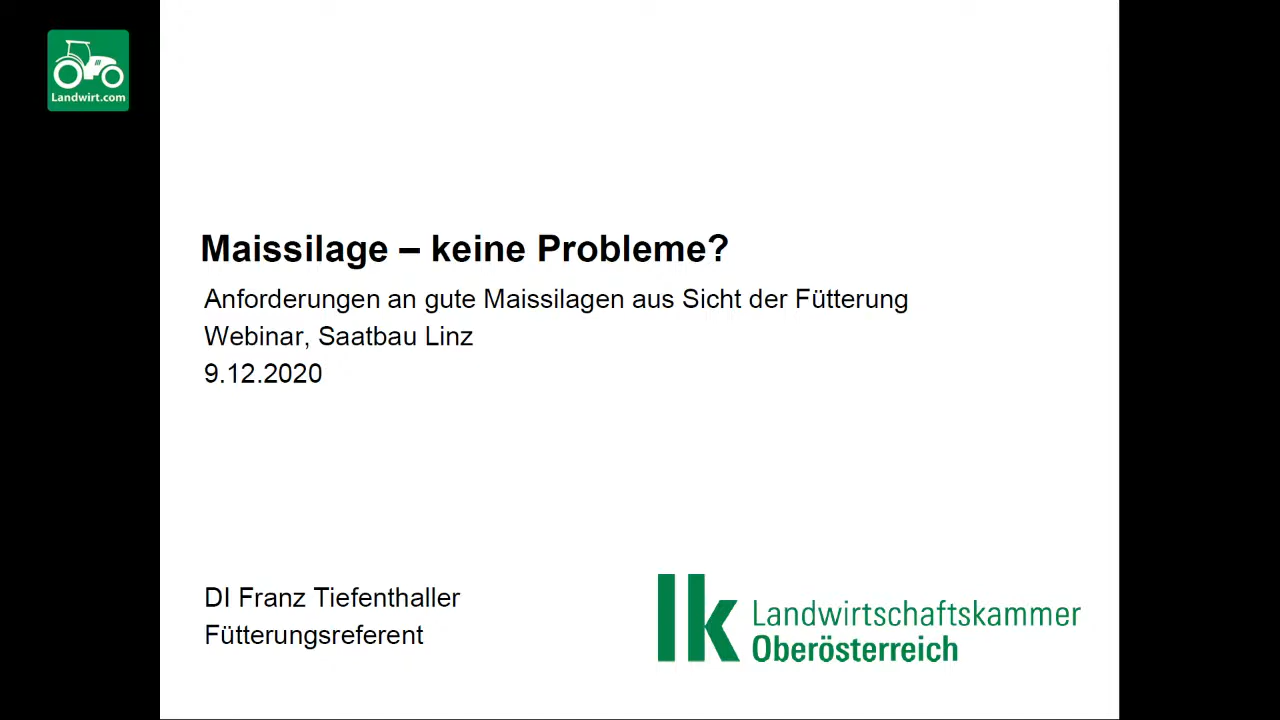 Landwirt.com
Maissilage – keine Probleme?
Anforderungen an gute Maissilagen aus Sicht der Fütterung
Webinar, Saatbau Linz
9.12.2020
DI Franz Tiefenthaller
Fütterungsreferent
lk Landwirtschaftskammer
Oberösterreich